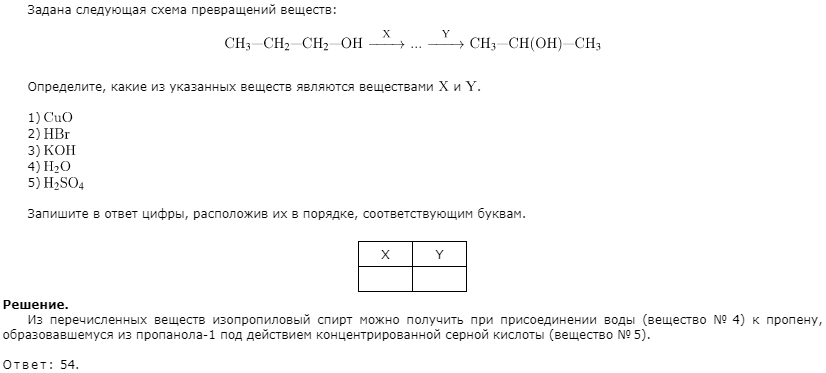 Задана следующая схема превращений веществ:
CH₃—CH₂—CH₂—OH —X→ ... —Y→ CH₃—CH(OH)—CH₃
Определите, какие из указанных веществ являются веществами X и Y.
1) CuO
2) HBr
3) KOH
4) H₂O
5) H₂SO₄
Запишите в ответ цифры, расположив их в порядке, соответствующим буквам.
X Y
Решение.
Из перечисленных веществ изопропиловый спирт можно получить при присоединении воды (вещество № 4) к пропену,
образовавшемуся из пропанола-1 под действием концентрированной серной кислоты (вещество № 5).
Ответ: 54.